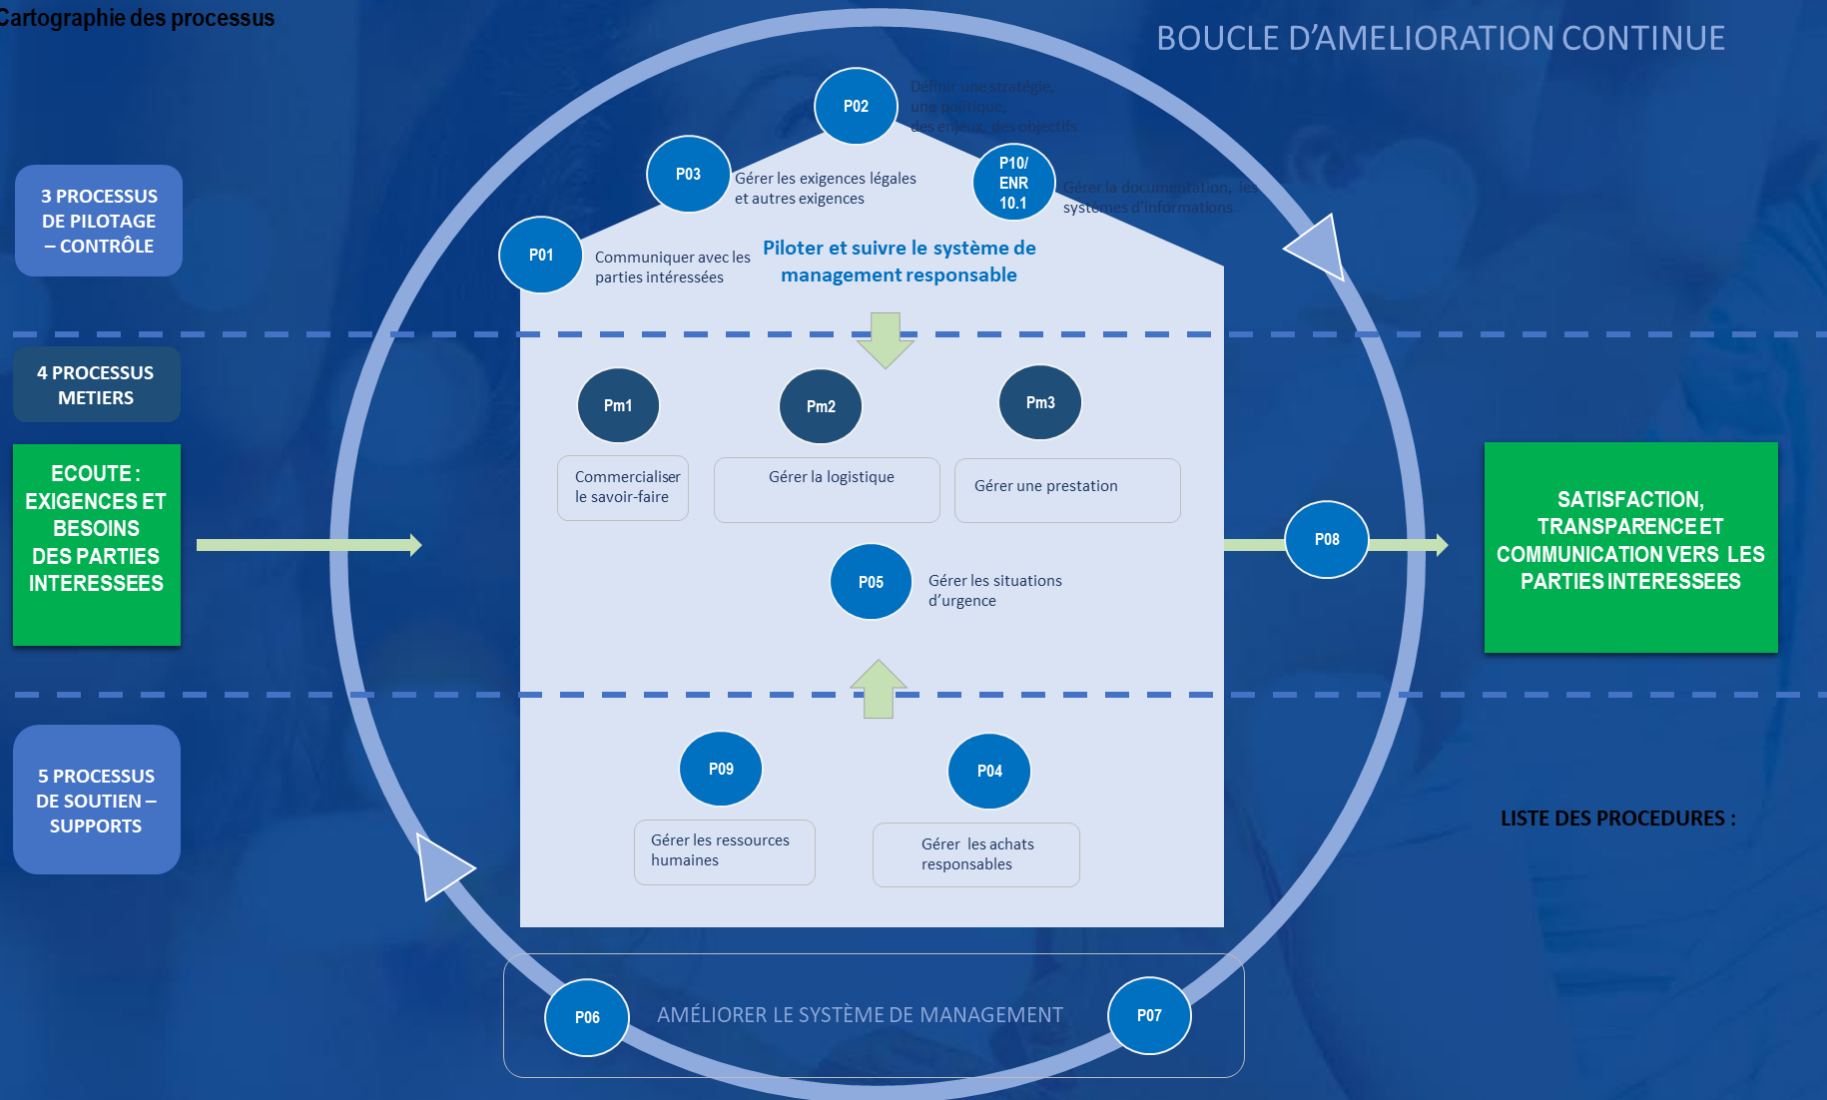 Cartographie des processus
BOUCLE D'AMELIORATION CONTINUE
P02
Définir une stratégie,
une politique,
des enjeux, des objectifs
P03
Gérer les exigences légales
et autres exigences
P10/
ENR
10.1
Gérer la documentation, les
systèmes d'informations
3 PROCESSUS
DE PILOTAGE
– CONTRÔLE
P01
Communiquer avec les
parties intéressées
Piloter et suivre le système de
management responsable
4 PROCESSUS
METIERS
Pm1
Pm2
Pm3
Commercialiser
le savoir-faire
Gérer la logistique
Gérer une prestation
ECOUTE :
EXIGENCES ET
BESOINS
DES PARTIES
INTERESSEES
P08
SATISFACTION,
TRANSPARENCE ET
COMMUNICATION VERS LES
PARTIES INTERESSEES
P05
Gérer les situations
d'urgence
5 PROCESSUS
DE SOUTIEN –
SUPPORTS
P09
P04
Gérer les ressources
humaines
Gérer les achats
responsables
LISTE DES PROCEDURES :
P06
AMÉLIORER LE SYSTÈME DE MANAGEMENT
P07